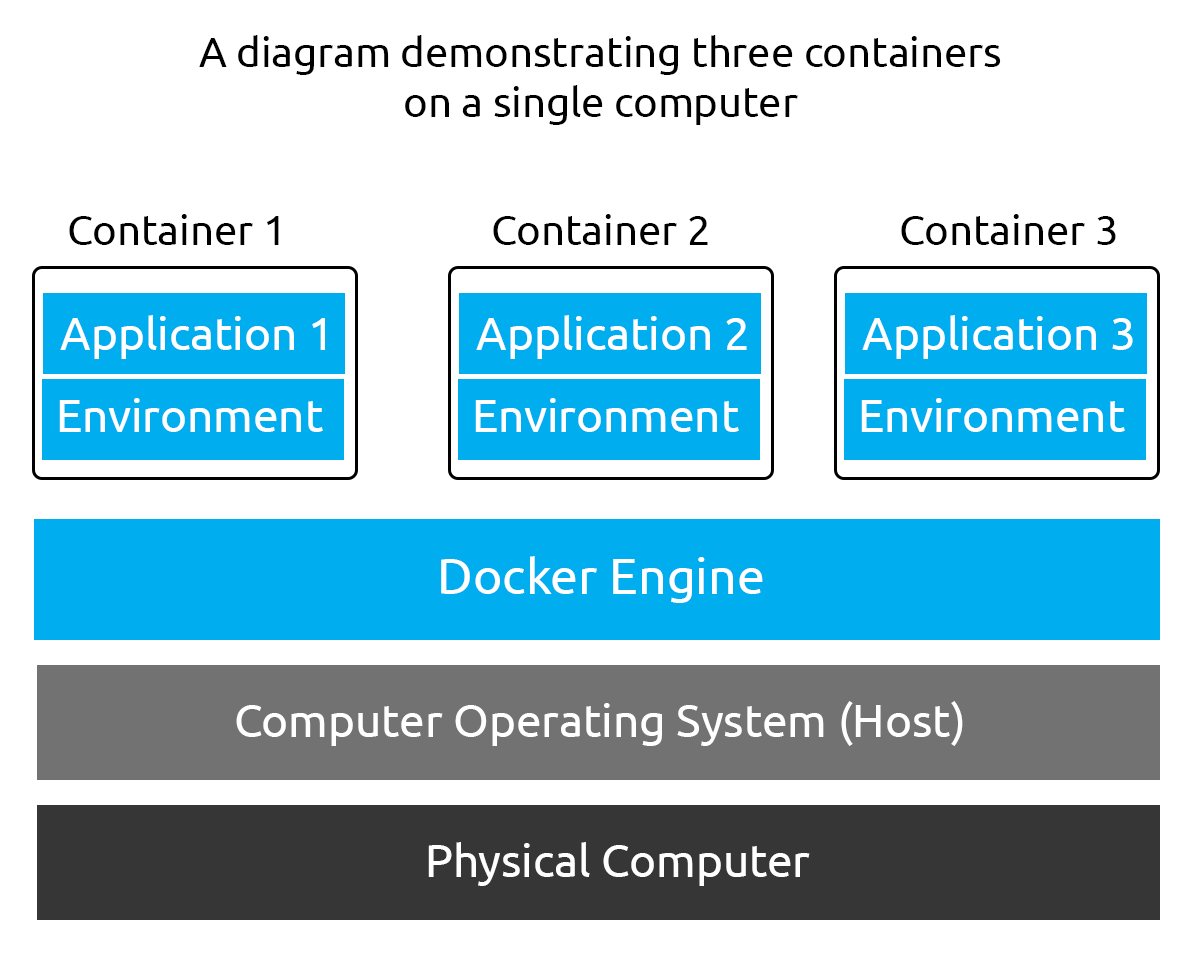 A diagram demonstrating three containers
on a single computer
Container 1
Container 2
Container 3
Application 1
Application 2
Application 3
Environment
Environment
Environment
Docker Engine
Computer Operating System (Host)
Physical Computer